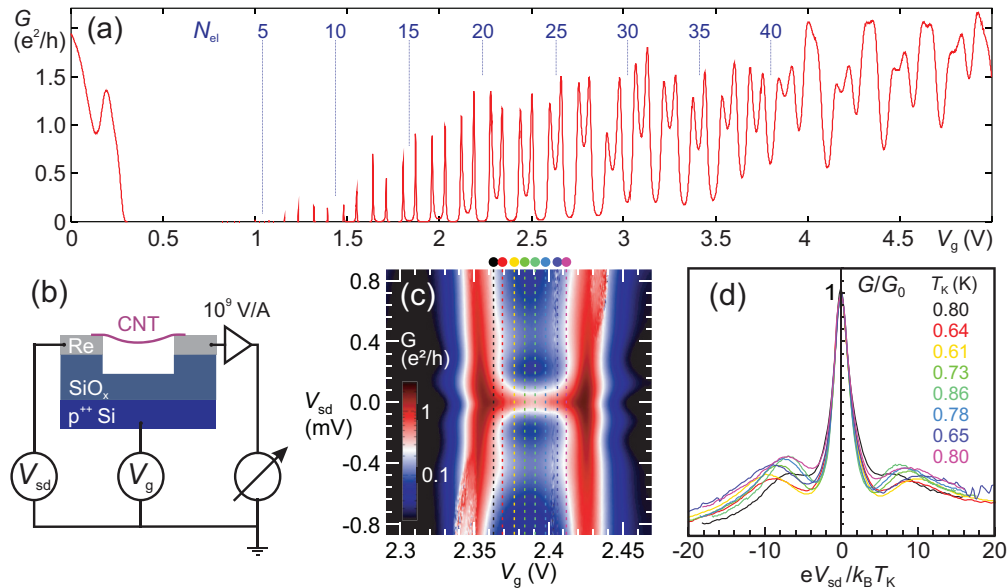 G
(e²/h)
(a)
N_el 5 10 15 20 25 30 35 40
1.5
1.0
0.5
0
0 0.5 1 1.5 2 2.5 3 3.5 4 4.5 V_g (V)
(b)
10⁹ V/A
CNT
Re
SiO_x
p⁺⁺ Si
V_sd
V_g
(c)
G
(e²/h)
1
0.1
0.8
0.4
0.0
-0.4
-0.8
V_sd
(mV)
2.3 2.4
V_g (V)
(d)
1
G/G_0
T_K (K)
0.80
0.64
0.61
0.73
0.86
0.78
0.65
0.80
-20 -10 0 10 20
eV_sd/k_BT_K